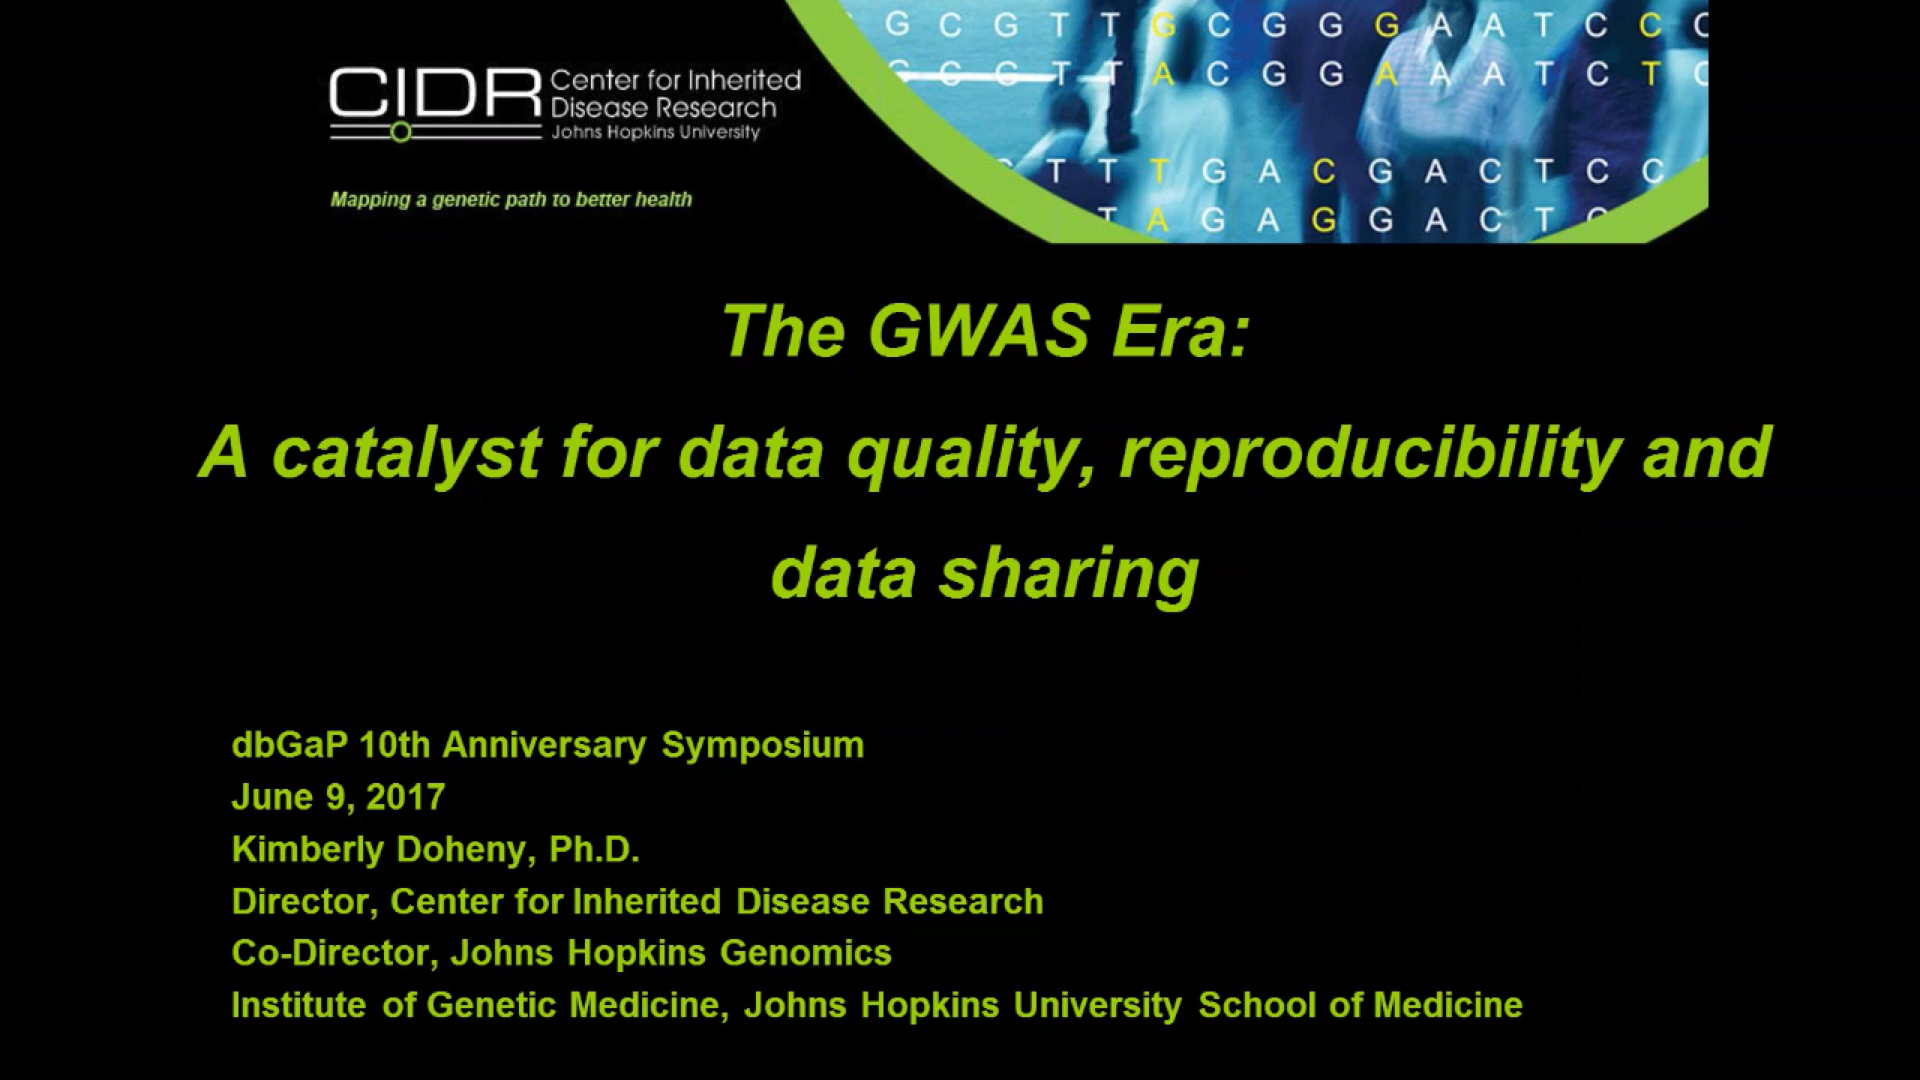 CIDR Center for Inherited
Disease Research
Johns Hopkins University
Mapping a genetic path to better health
G C G T T G C G G G A A T C C C
G C G T T A C G G A A A T C T C
T T T G A C G A C T C C
T A G A G G A C T C
The GWAS Era:
A catalyst for data quality, reproducibility and
data sharing
dbGaP 10th Anniversary Symposium
June 9, 2017
Kimberly Doheny, Ph.D.
Director, Center for Inherited Disease Research
Co-Director, Johns Hopkins Genomics
Institute of Genetic Medicine, Johns Hopkins University School of Medicine